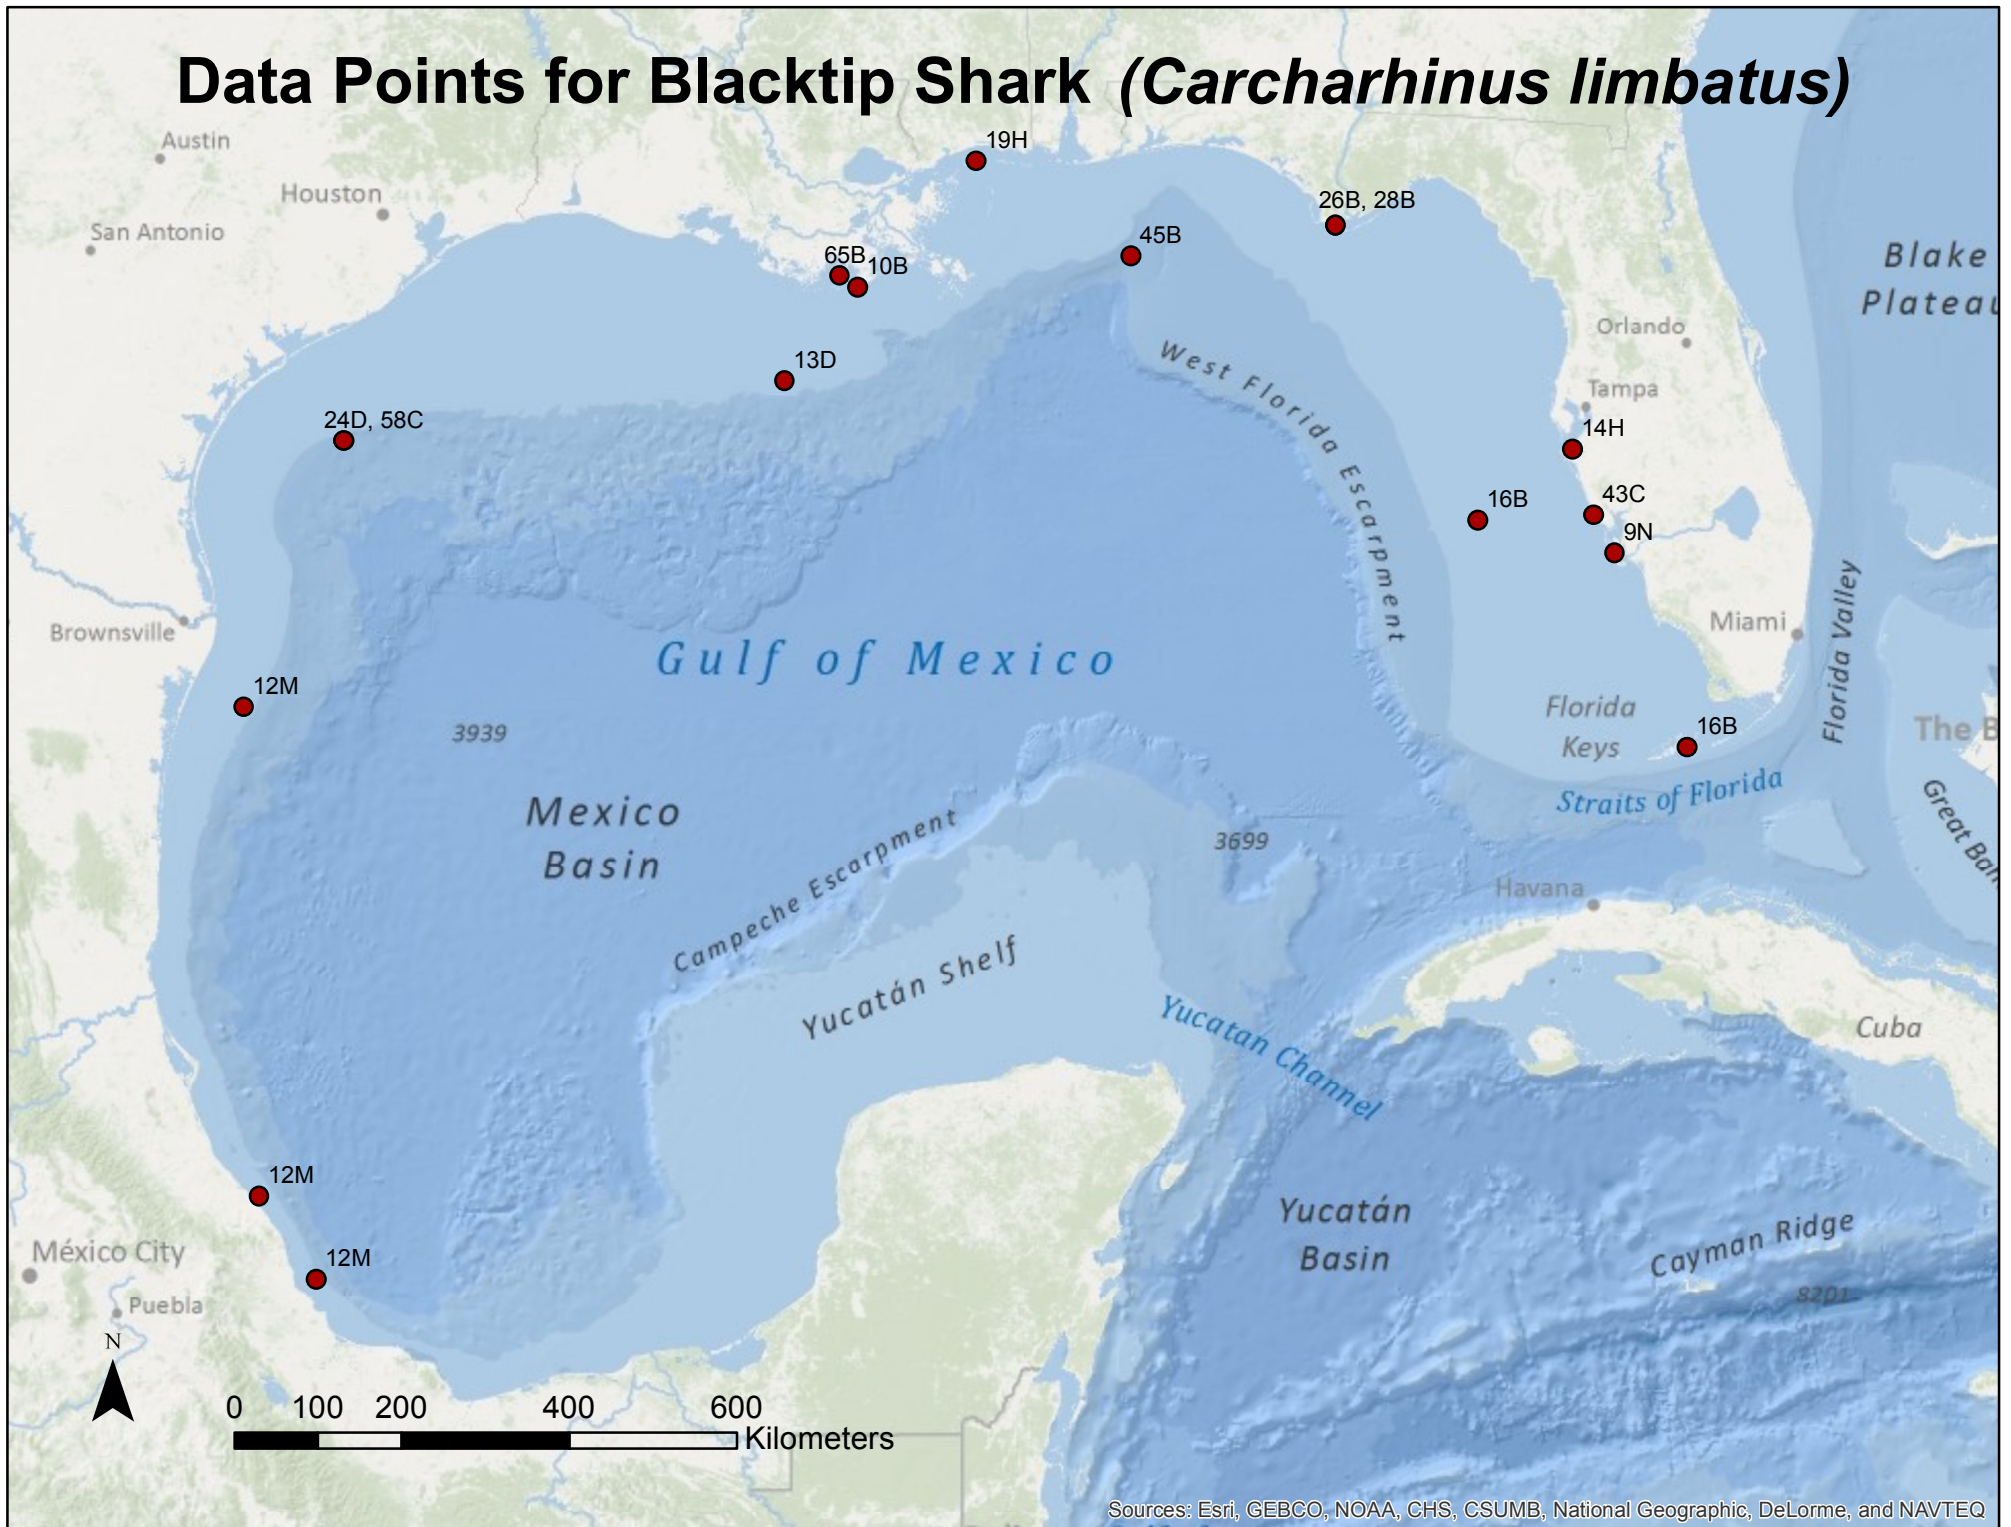 Data Points for Blacktip Shark (Carcharhinus limbatus)
Austin
19H
Houston
26B, 28B
San Antonio
45B
Blake
Plateau
65B
10B
Orlando
West Florida Escarpment
13D
Tampa
24D, 58C
14H
16B
43C
9N
Brownsville
Miami
Florida Valley
Gulf of Mexico
12M
Florida
Keys
3939
16B
The B
Straits of Florida
Mexico
Basin
Great Bah
3699
Campeche Escarpment
Havana
Yucatán Shelf
Yucatan Channel
Cuba
12M
Yucatán
Basin
Cayman Ridge
México City
12M
8201
Puebla
N
0 100 200 400 600
Kilometers
Sources: Esri, GEBCO, NOAA, CHS, CSUMB, National Geographic, DeLorme, and NAVTEQ